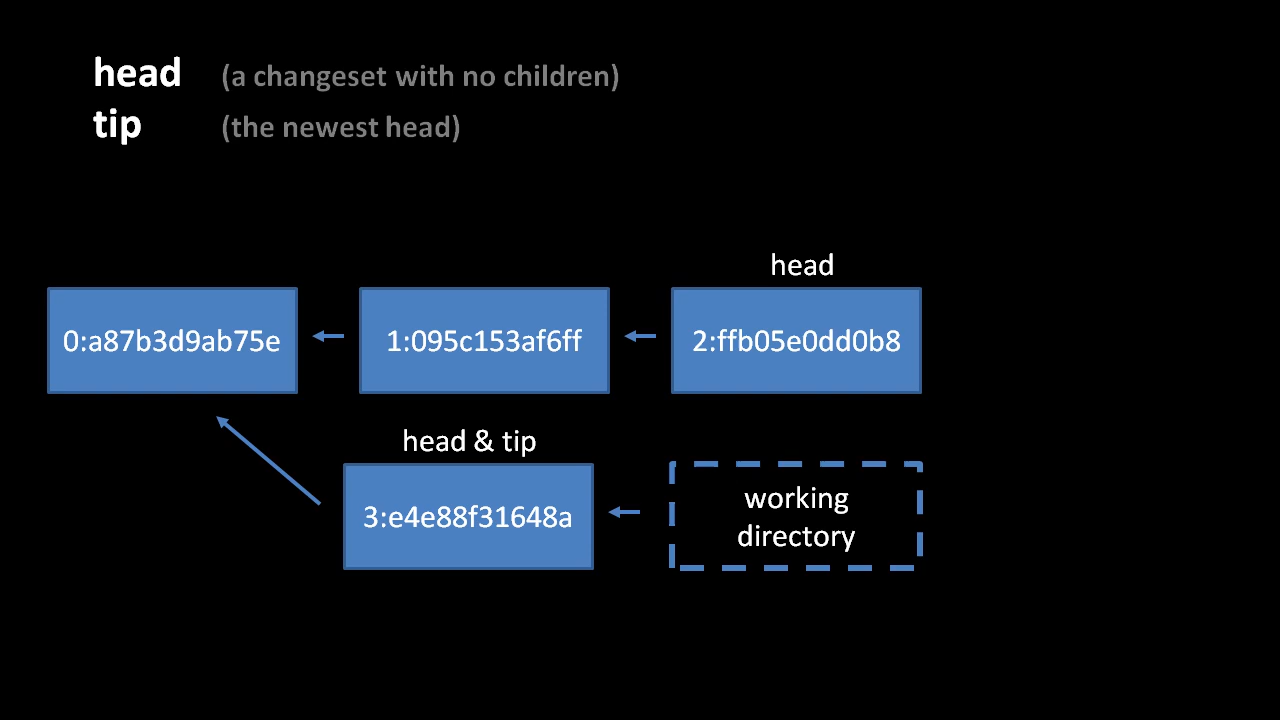 head (a changeset with no children)
tip (the newest head)
head
0:a87b3d9ab75e 1:095c153af6ff 2:ffb05e0dd0b8
head & tip
3:e4e88f31648a
working
directory